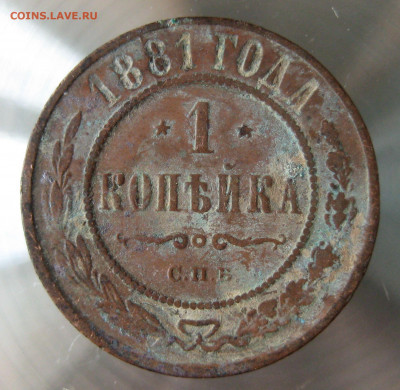 COINS.LAVE.RU
1881 ГОДА
1
КОПѢЙКА
С.П.Б